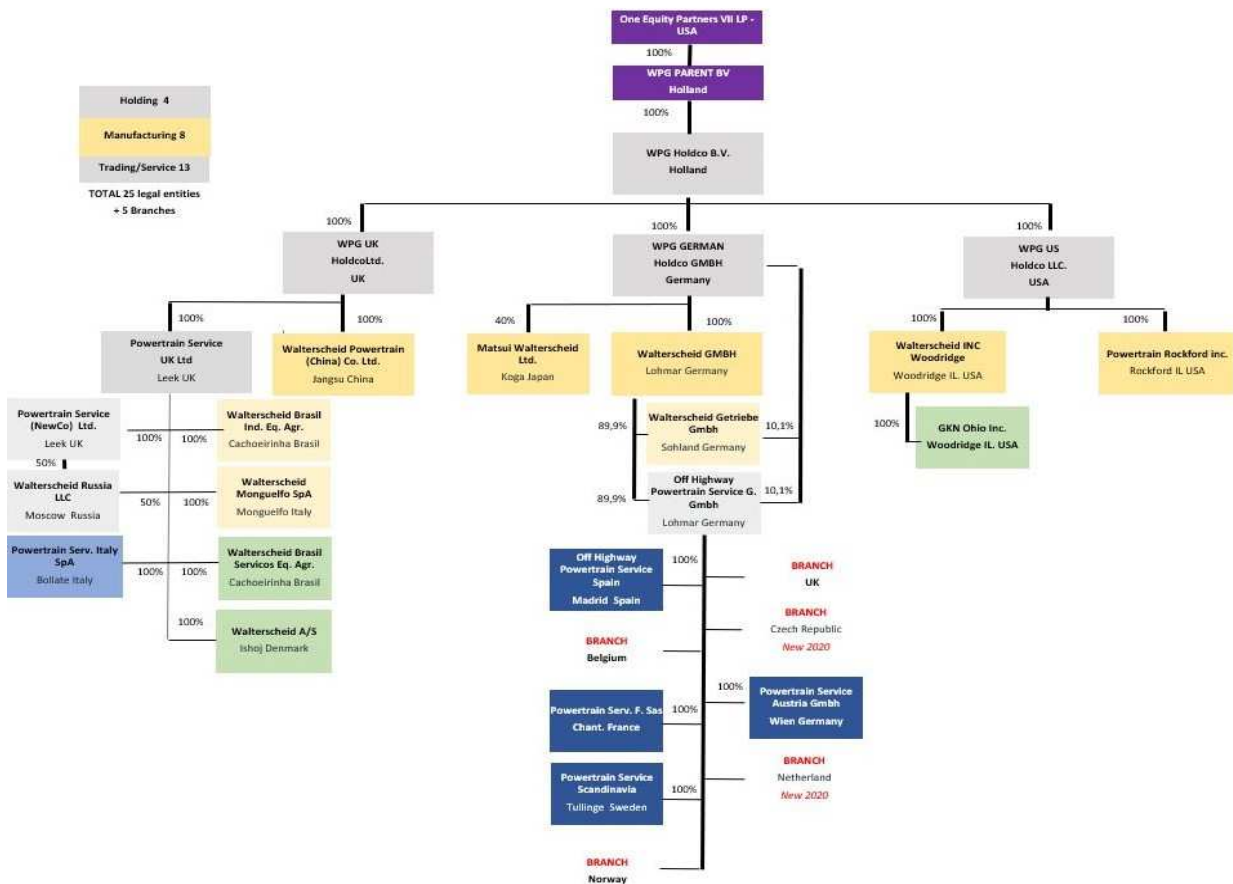 One Equity Partners VII LP -
USA
100%
WPG PARENT BV
Holland
100%
WPG Holdco B.V.
Holland
Holding 4
Manufacturing 8
Trading/Service 13
TOTAL 25 legal entities
+ 5 Branches
100%
100%
100%
WPG UK
HoldcoLtd.
UK
WPG GERMAN
Holdco GMBH
Germany
WPG US
Holdco LLC.
USA
100%
100%
40%
100%
100%
100%
Powertrain Service
UK Ltd
Leek UK
Walterscheid Powertrain
(China) Co. Ltd.
Jangsu China
Matsui Walterscheid
Ltd.
Koga Japan
Walterscheid GMBH
Lohmar Germany
Walterscheid INC
Woodridge
Woodridge IL. USA
Powertrain Rockford inc.
Rockford IL USA
Powertrain Service
(NewCo) Ltd.
Leek UK
100%
100%
Walterscheid Brasil
Ind. Eq. Agr.
Cachoeirinha Brasil
89,9%
Walterscheid Getriebe
Gmbh
Sohland Germany
10,1%
100%
GKN Ohio Inc.
Woodridge IL. USA
50%
Walterscheid Russia
LLC
Moscow Russia
50%
100%
Walterscheid
Monguelfo SpA
Monguelfo Italy
89,9%
Off Highway
Powertrain Service G.
Gmbh
Lohmar Germany
10,1%
Powertrain Serv. Italy
SpA
Bollate Italy
100%
100%
Walterscheid Brasil
Servicos Eq. Agr.
Cachoeirinha Brasil
Off Highway
Powertrain Service
Spain
Madrid Spain
100%
BRANCH
UK
100%
Walterscheid A/S
Ishoj Denmark
BRANCH
Czech Republic
New 2020
BRANCH
Belgium
100%
Powertrain Service
Austria Gmbh
Wien Germany
Powertrain Serv. F. Sas
Chant. France
100%
BRANCH
Netherland
New 2020
Powertrain Service
Scandinavia
Tullinge Sweden
100%
BRANCH
Norway